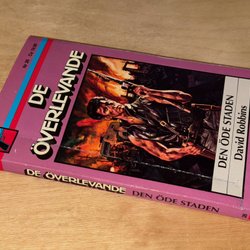 DE
ÖVERLEVANDE
DEN ÖDE STADEN
David Robbins
DE ÖVERLEVANDE DEN ÖDE STADEN